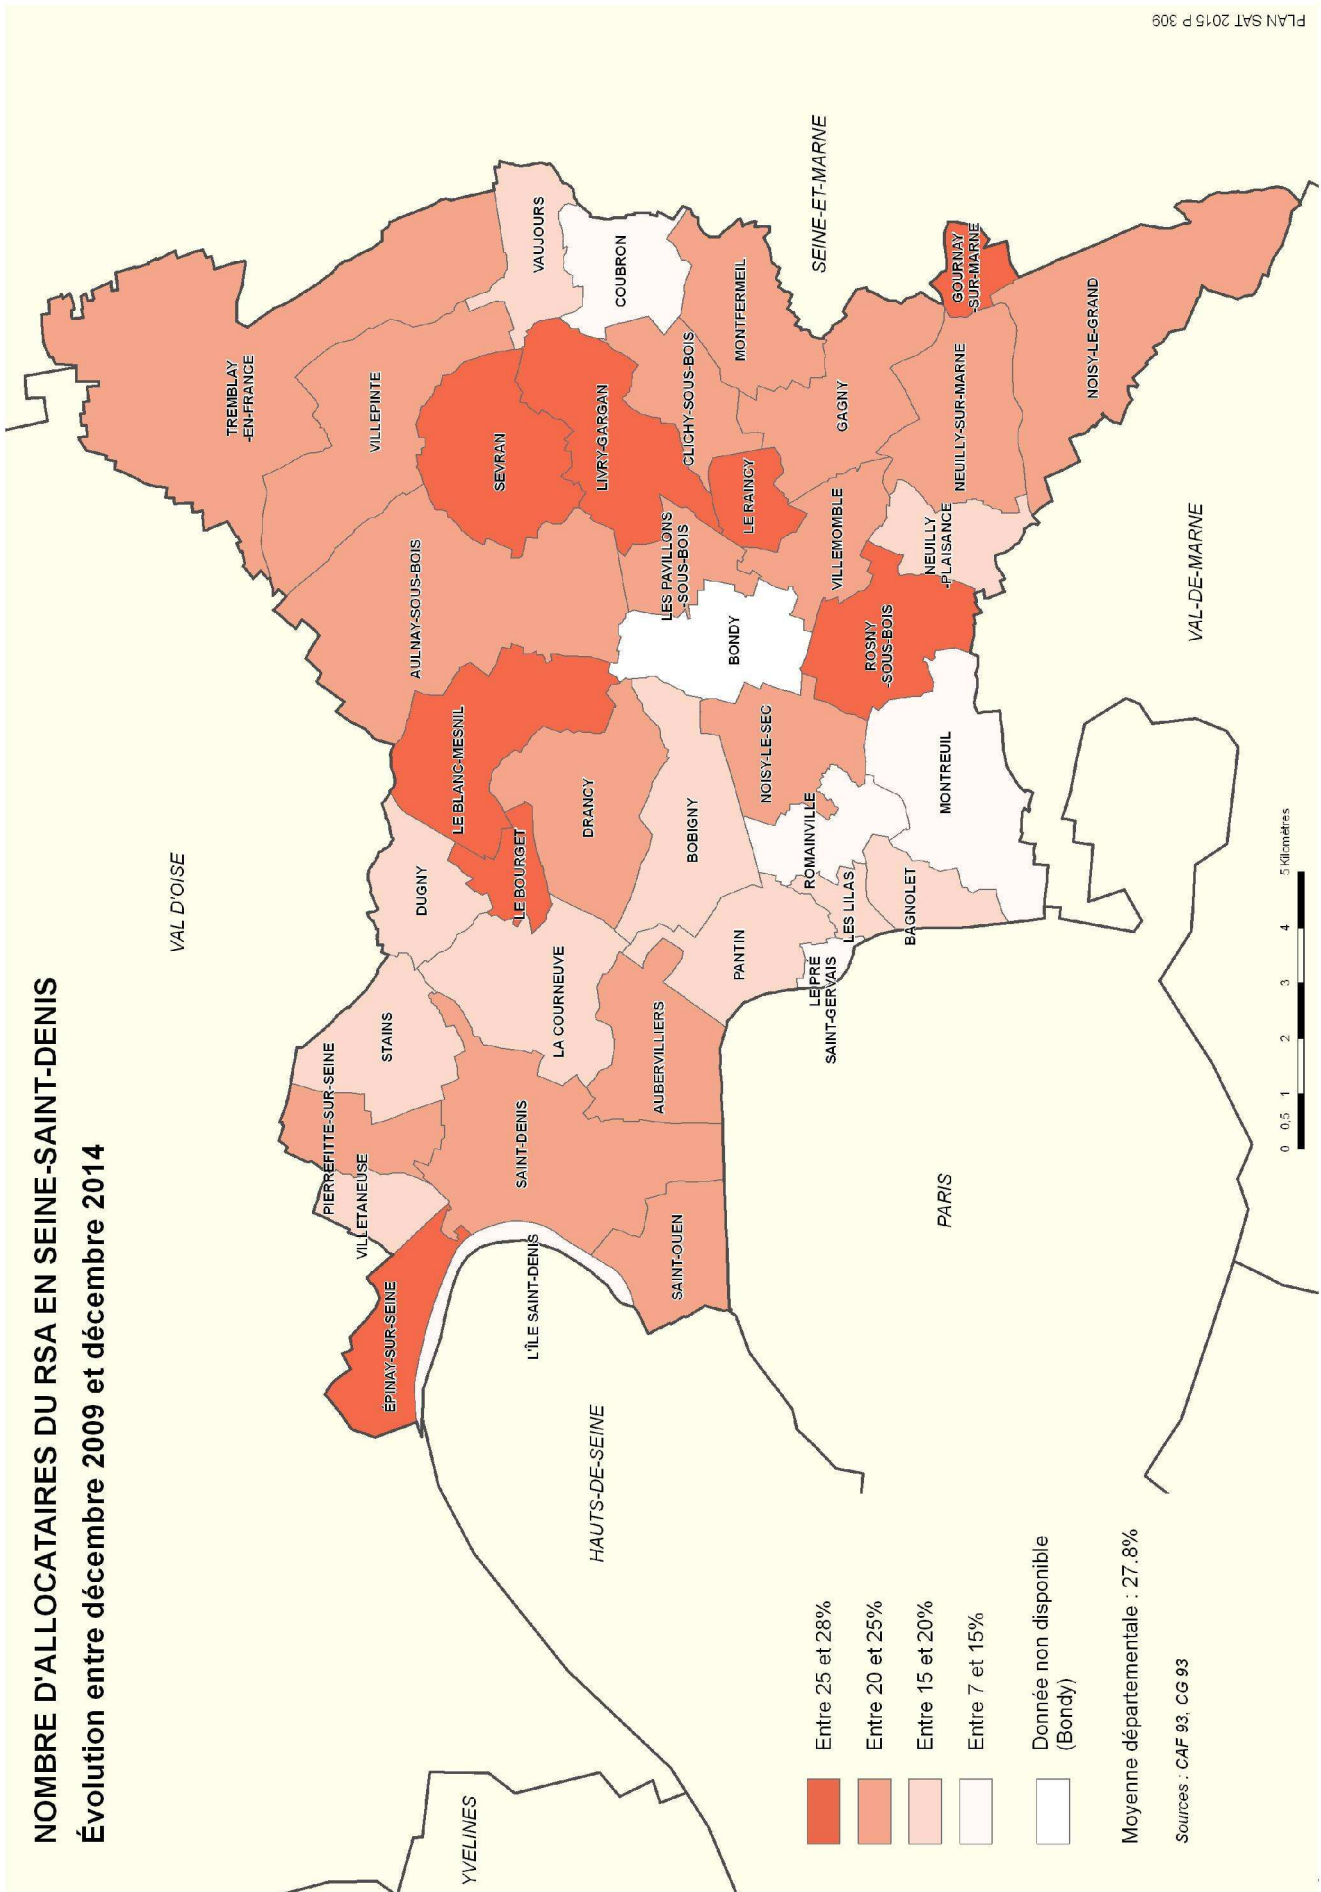 NOMBRE D'ALLOCATAIRES DU RSA EN SEINE-SAINT-DENIS
Évolution entre décembre 2009 et décembre 2014
VAL D'OISE
SEINE-ET-MARNE
VAL-DE-MARNE
PARIS
HAUTS-DE-SEINE
YVELINES
TREMBLAY
-EN-FRANCE
VILLEPINTE
VAUJOURS
COUBRON
SEVRAN
LIVRY-GARGAN
CLICHY-SOUS-BOIS
MONTFERMEIL
AULNAY-SOUS-BOIS
LES PAVILLONS
-SOUS-BOIS
LE RAINCY
GAGNY
GOURNAY
-SUR-MARNE
NEUILLY-SUR-MARNE
NOISY-LE-GRAND
VILLEMOMBLE
NEUILLY
-PLAISANCE
BONDY
ROSNY
-SOUS-BOIS
LE BLANC-MESNIL
DRANCY
LE BOURGET
DUGNY
BOBIGNY
NOISY-LE-SEC
ROMAINVILLE
MONTREUIL
LES LILAS
BAGNOLET
PANTIN
LE PRÉ
SAINT-GERVAIS
LA COURNEUVE
AUBERVILLIERS
STAINS
PIERREFITTE-SUR-SEINE
VILLETANEUSE
SAINT-DENIS
SAINT-OUEN
L'ÎLE SAINT-DENIS
ÉPINAY-SUR-SEINE
Entre 25 et 28%
Entre 20 et 25%
Entre 15 et 20%
Entre 7 et 15%
Donnée non disponible
(Bondy)
Moyenne départementale : 27.8%
Sources : CAF 93, CG 93
0 0,5 1 2 3 4 5 Kilomètres
PLAN SAT 2015 P 309